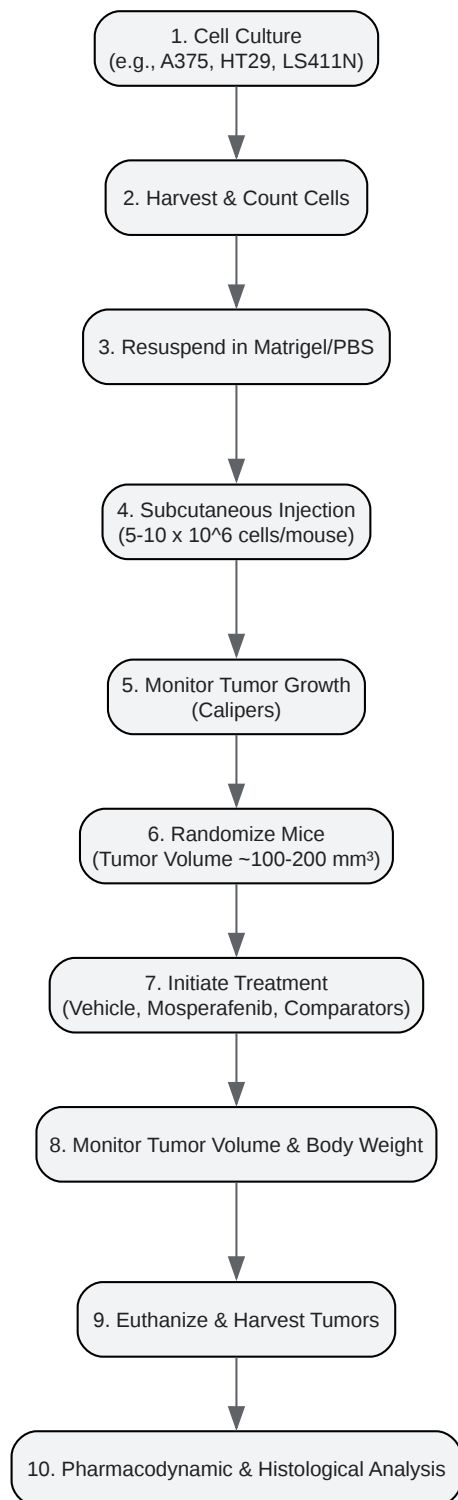 1. Cell Culture
(e.g., A375, HT29, LS411N)
2. Harvest & Count Cells
3. Resuspend in Matrigel/PBS
4. Subcutaneous Injection
(5-10 x 10^6 cells/mouse)
5. Monitor Tumor Growth
(Calipers)
6. Randomize Mice
(Tumor Volume ~100-200 mm³)
7. Initiate Treatment
(Vehicle, Mosperafenib, Comparators)
8. Monitor Tumor Volume & Body Weight
9. Euthanize & Harvest Tumors
10. Pharmacodynamic & Histological Analysis